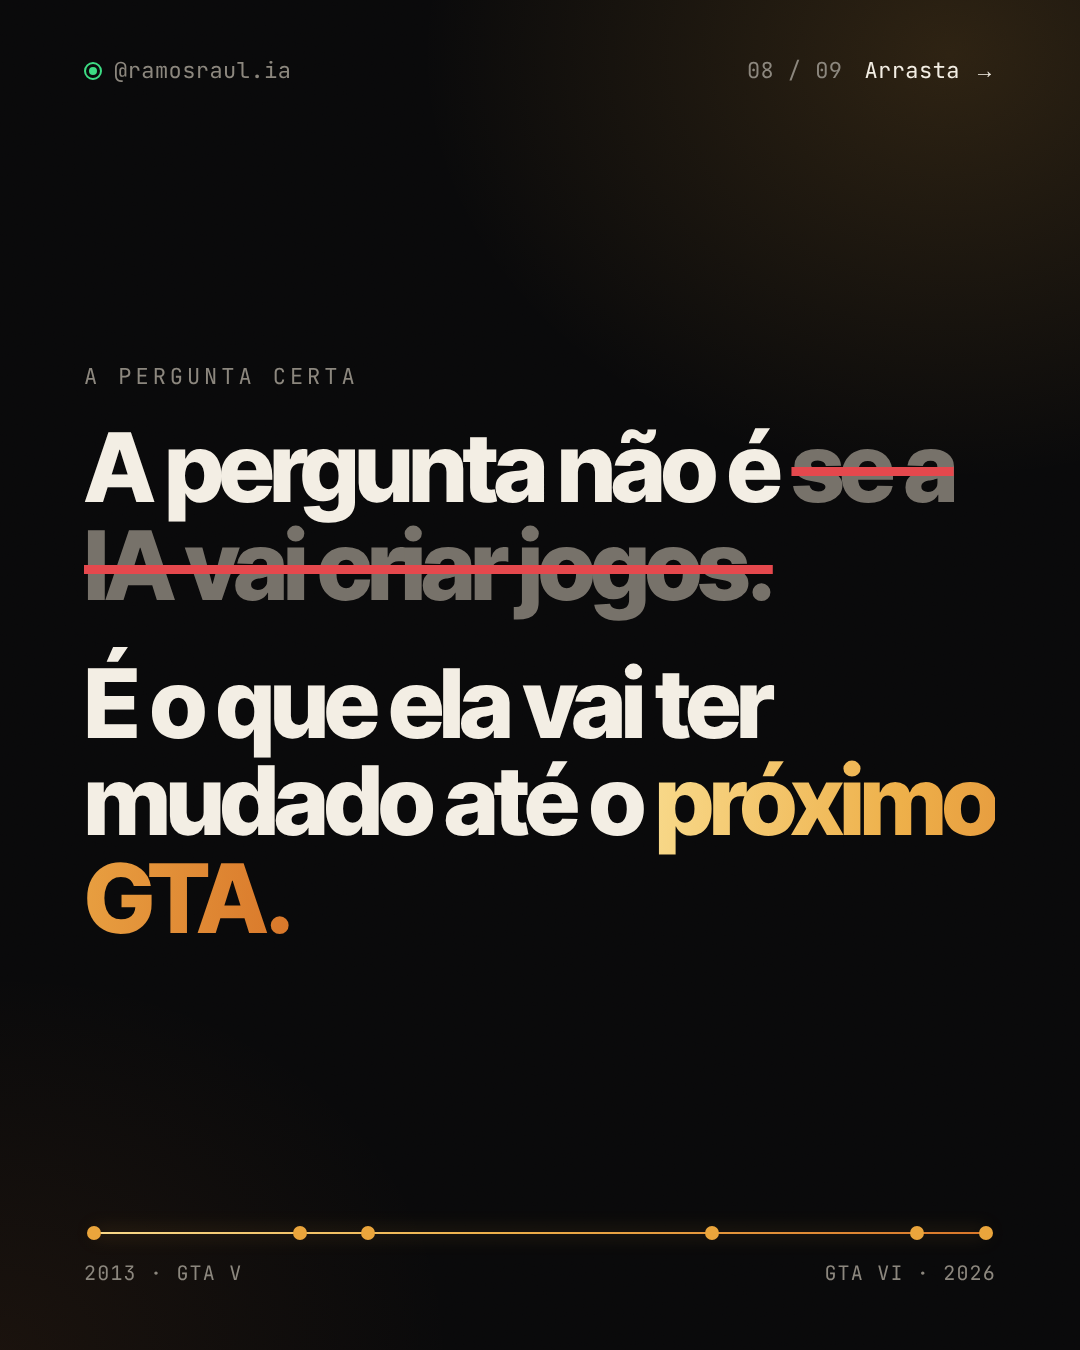 @ramosraul.ia
08 / 09 Arrasta →
A PERGUNTA CERTA
A pergunta não é se a
IA vai criar jogos.
É o que ela vai ter
mudado até o próximo
GTA.
2013 · GTA V
GTA VI · 2026